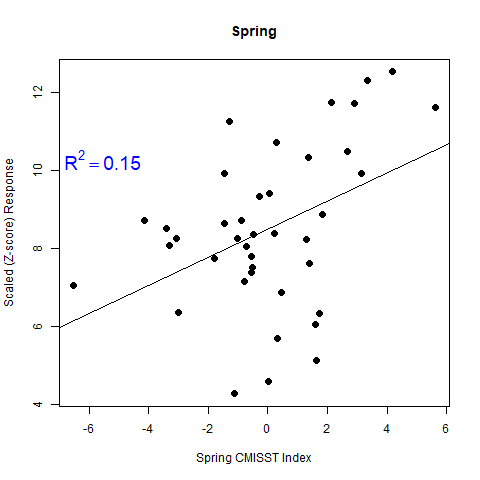 Spring
Scaled (Z-score) Response
12
10
8
6
4
R² = 0.15
-6 -4 -2 0 2 4 6
Spring CMISST Index